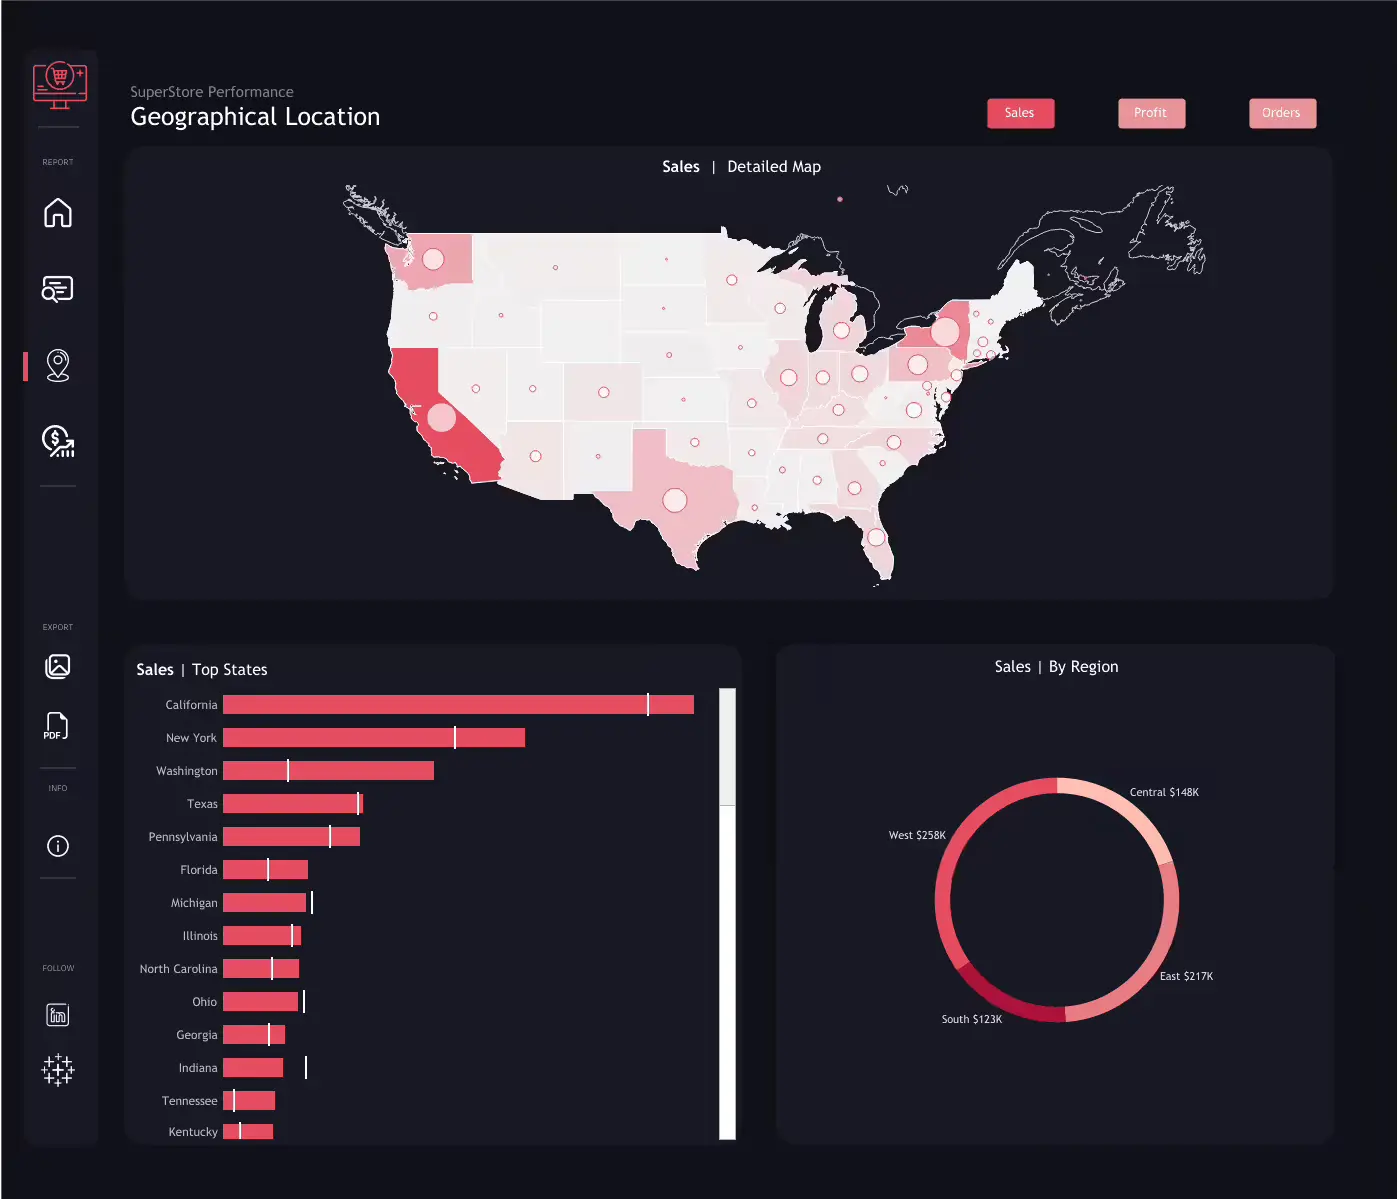 SuperStore Performance
Geographical Location
Sales
Profit
Orders
REPORT
EXPORT
PDF
INFO
FOLLOW
in
Sales | Detailed Map
Sales | Top States
California
New York
Washington
Texas
Pennsylvania
Florida
Michigan
Illinois
North Carolina
Ohio
Georgia
Indiana
Tennessee
Kentucky
Sales | By Region
Central $148K
West $258K
East $217K
South $123K